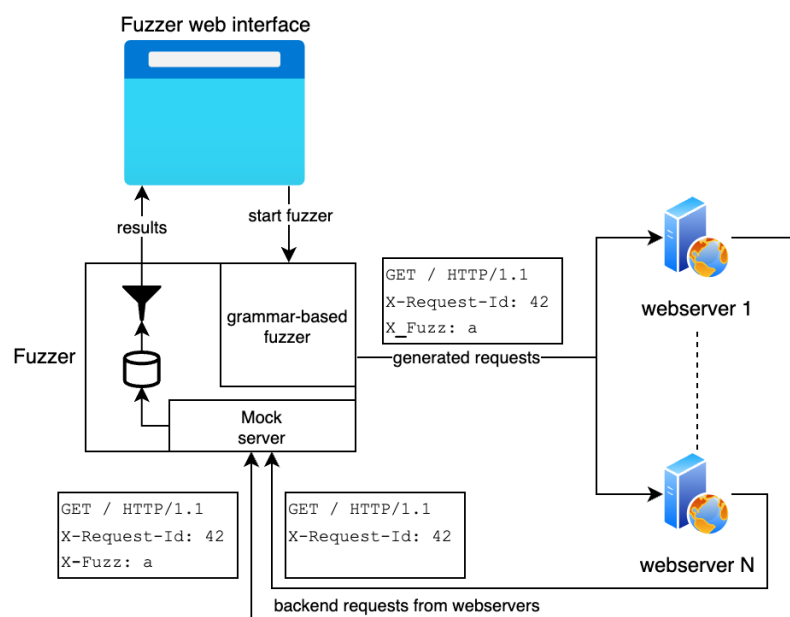 Fuzzer web interface
results
start fuzzer
GET / HTTP/1.1
X-Request-Id: 42
X_Fuzz: a
grammar-based
fuzzer
webserver 1
Fuzzer
generated requests
Mock
server
GET / HTTP/1.1
X-Request-Id: 42
X-Fuzz: a
GET / HTTP/1.1
X-Request-Id: 42
webserver N
backend requests from webservers